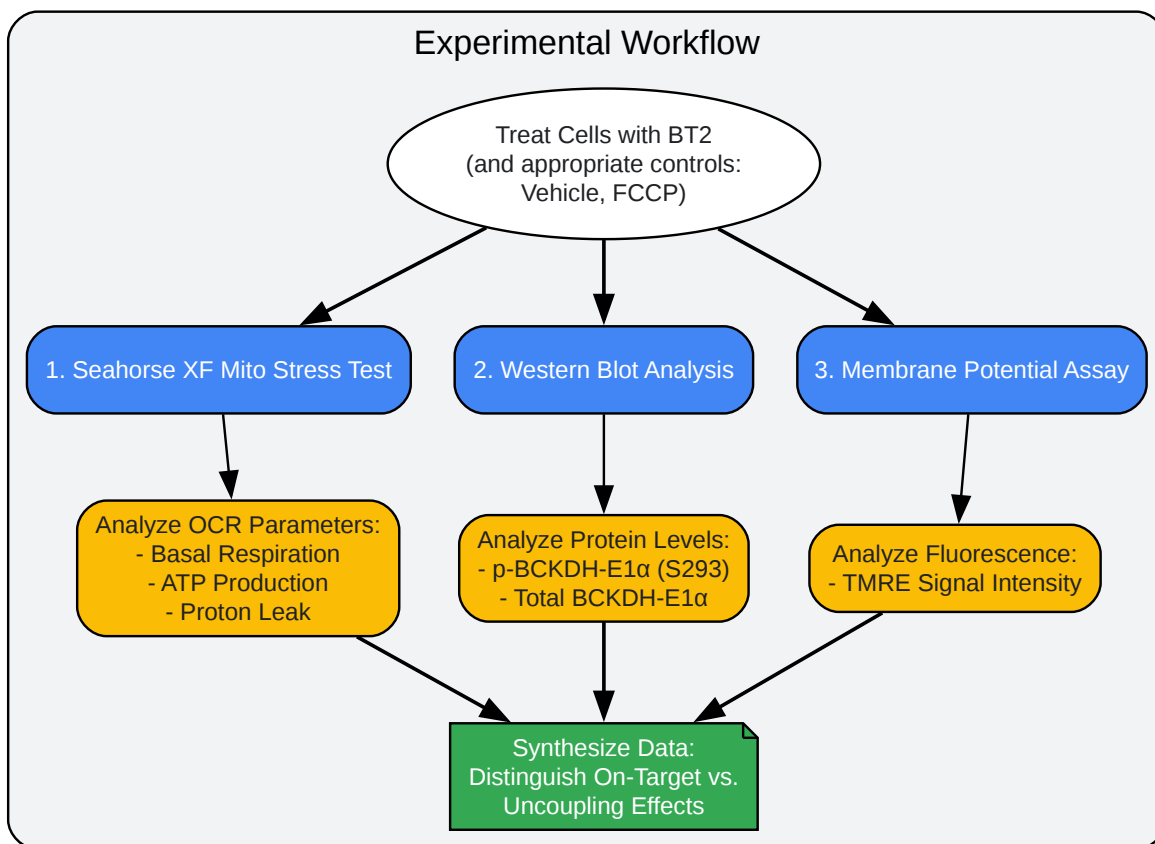 Experimental Workflow
Treat Cells with BT2
(and appropriate controls:
Vehicle, FCCP)
1. Seahorse XF Mito Stress Test
2. Western Blot Analysis
3. Membrane Potential Assay
Analyze OCR Parameters:
- Basal Respiration
- ATP Production
- Proton Leak
Analyze Protein Levels:
- p-BCKDH-E1α (S293)
- Total BCKDH-E1α
Analyze Fluorescence:
- TMRE Signal Intensity
Synthesize Data:
Distinguish On-Target vs.
Uncoupling Effects